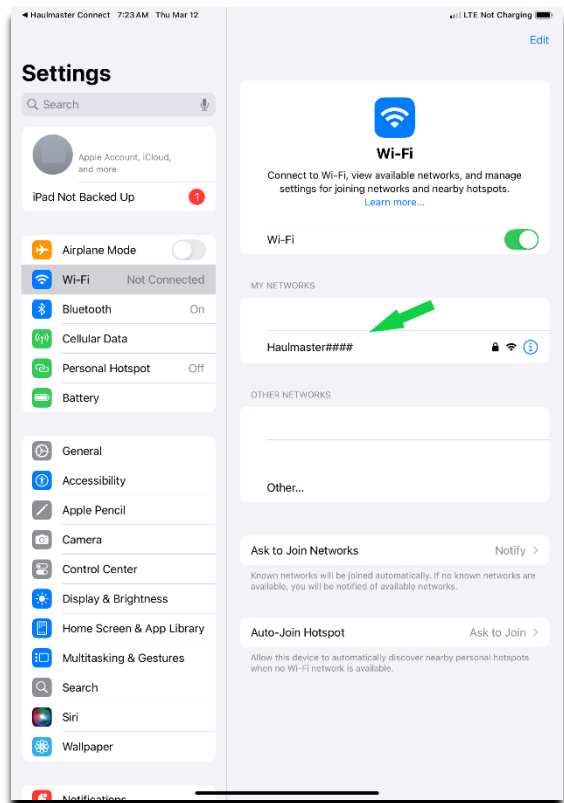 ◀ Haulmaster Connect 7:23 AM Thu Mar 12
LTE Not Charging
Settings
Search
Apple Account, iCloud,
and more
iPad Not Backed Up 1
Airplane Mode
Wi-Fi Not Connected
Bluetooth On
Cellular Data
Personal Hotspot Off
Battery
General
Accessibility
Apple Pencil
Camera
Control Center
Display & Brightness
Home Screen & App Library
Multitasking & Gestures
Search
Siri
Wallpaper
Notifications
Edit
Wi-Fi
Connect to Wi-Fi, view available networks, and manage
settings for joining networks and nearby hotspots.
Learn more...
Wi-Fi
MY NETWORKS
Haulmaster####
OTHER NETWORKS
Other...
Ask to Join Networks Notify >
Known networks will be joined automatically. If no known networks are
available, you will be notified of available networks.
Auto-Join Hotspot Ask to Join >
Allow this device to automatically discover nearby personal hotspots
when no Wi-Fi network is available.